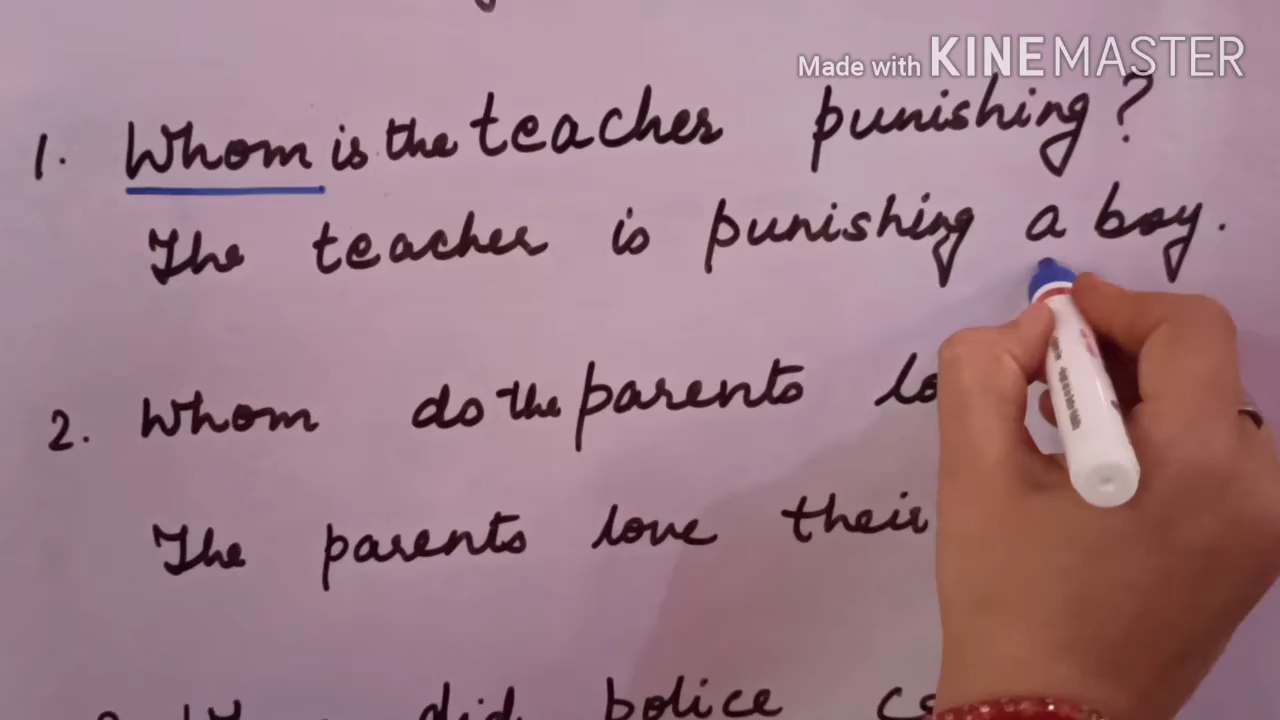 Made with KINEMASTER
1. Whom is the teacher punishing?
The teacher is punishing a boy.
2. Whom do the parents
The parents love their
did police